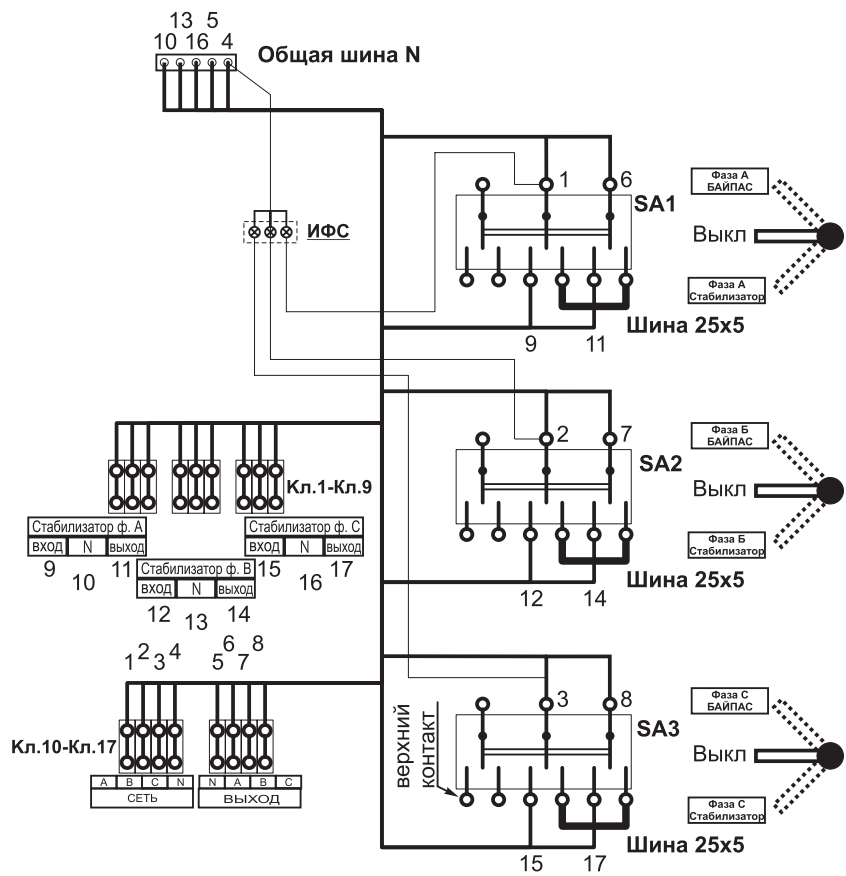 13 5
10 16 4
Общая шина N
ИФС
1
6
SA1
Фаза А
БАЙПАС
Выкл
Фаза А
Стабилизатор
Шина 25х5
9
11
2
7
SA2
Фаза Б
БАЙПАС
Выкл
Фаза Б
Стабилизатор
Шина 25х5
12
14
Кл.1-Кл.9
Стабилизатор ф. А
вход N выход
9 10 11
Стабилизатор ф. В
вход N выход
12 13 14
Стабилизатор ф. С
вход N выход
15 16 17
1 2 3 4
5 6 7 8
Кл.10-Кл.17
A B C N
СЕТЬ
N A B C
ВЫХОД
3
8
SA3
верхний
контакт
Фаза С
БАЙПАС
Выкл
Фаза С
Стабилизатор
Шина 25х5
15
17